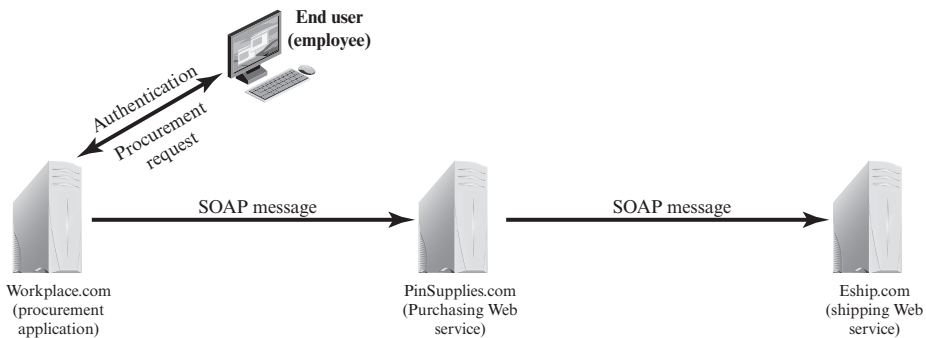 End user
(employee)
Authentication
Procurement
request
SOAP message
SOAP message
Workplace.com
(procurement
application)
PinSupplies.com
(Purchasing Web
service)
Eship.com
(shipping Web
service)